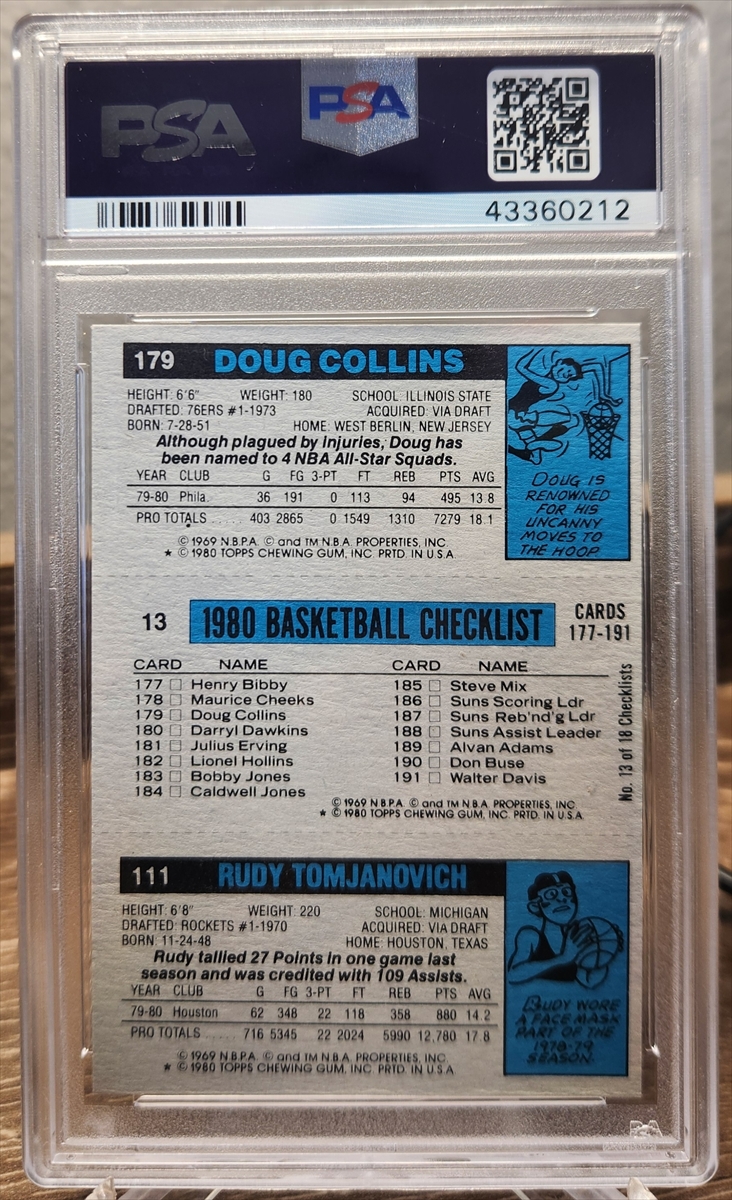 PSA
PSA
43360212
179 DOUG COLLINS
HEIGHT: 6'6" WEIGHT: 180 SCHOOL: ILLINOIS STATE
DRAFTED: 76ERS #1-1973 ACQUIRED: VIA DRAFT
BORN: 7-28-51 HOME: WEST BERLIN, NEW JERSEY
Although plagued by Injuries, Doug has
been named to 4 NBA All-Star Squads.
YEAR CLUB G FG 3-PT FT REB PTS AVG
79-80 Phila. 36 191 0 113 94 495 13.8
PRO TOTALS ..... 403 2865 0 1549 1310 7279 18.1
© 1969 N.B.P.A. © and TM N.B.A. PROPERTIES, INC.
★ © 1980 TOPPS CHEWING GUM, INC. PRTD. IN U.S.A.
DOUG IS
RENOWNED
FOR HIS
UNCANNY
MOVES TO
THE HOOP
13 1980 BASKETBALL CHECKLIST CARDS
177-191
CARD NAME CARD NAME
177 □ Henry Bibby 185 □ Steve Mix
178 □ Maurice Cheeks 186 □ Suns Scoring Ldr
179 □ Doug Collins 187 □ Suns Reb'nd'g Ldr
180 □ Darryl Dawkins 188 □ Suns Assist Leader
181 □ Julius Erving 189 □ Alvan Adams
182 □ Lionel Hollins 190 □ Don Buse
183 □ Bobby Jones 191 □ Walter Davis
184 □ Caldwell Jones
© 1969 N.B.P.A. © and TM N.B.A. PROPERTIES, INC.
★ © 1980 TOPPS CHEWING GUM, INC. PRTD. IN U.S.A.
No. 13 of 18 Checklists
111 RUDY TOMJANOVICH
HEIGHT: 6'8" WEIGHT: 220 SCHOOL: MICHIGAN
DRAFTED: ROCKETS #1-1970 ACQUIRED: VIA DRAFT
BORN: 11-24-48 HOME: HOUSTON, TEXAS
Rudy tallied 27 Points in one game last
season and was credited with 109 Assists.
YEAR CLUB G FG 3-PT FT REB PTS AVG
79-80 Houston 62 348 22 118 358 880 14.2
PRO TOTALS ..... 716 5345 22 2024 5990 12,780 17.8
© 1969 N.B.P.A. © and TM N.B.A. PROPERTIES, INC.
★ © 1980 TOPPS CHEWING GUM, INC. PRTD. IN U.S.A.
RUDY WORE
A FACE MASK
PART OF THE
1978-79
SEASON.
PSA